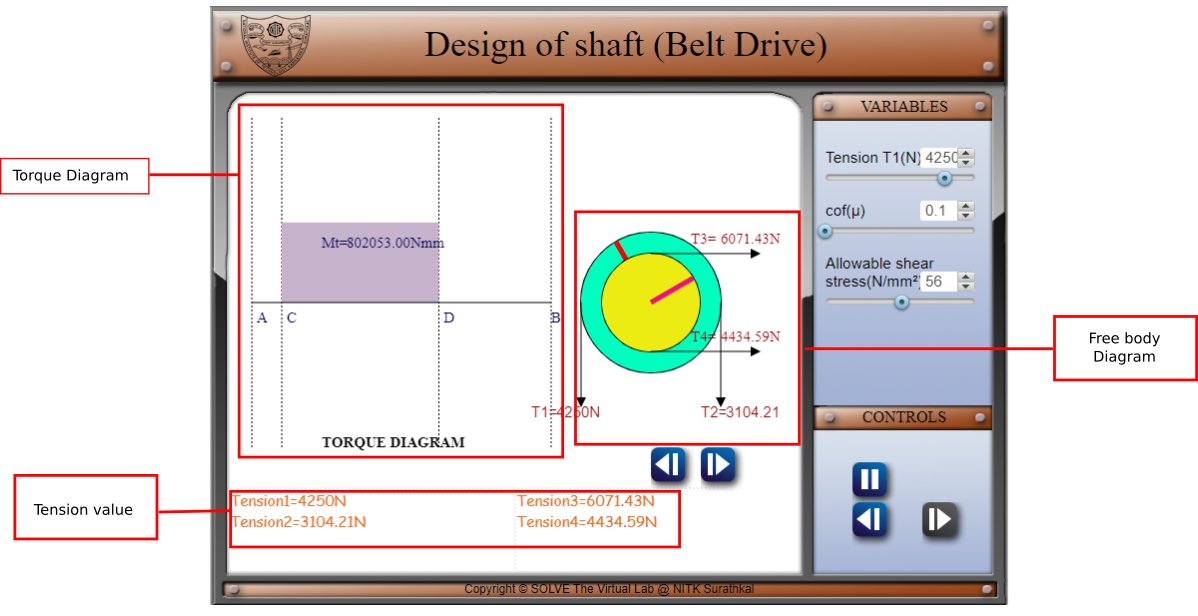 Design of shaft (Belt Drive)
Torque Diagram
Mt=802053.00Nmm
A
C
D
B
TORQUE DIAGRAM
T3= 6071.43N
T4= 4434.59N
T1=4250N
T2=3104.21
Free body
Diagram
Tension value
Tension1=4250N
Tension3=6071.43N
Tension2=3104.21N
Tension4=4434.59N
VARIABLES
Tension T1(N) 4250
cof(μ) 0.1
Allowable shear
stress(N/mm² 56
CONTROLS
Copyright © SOLVE The Virtual Lab @ NITK Surathkal